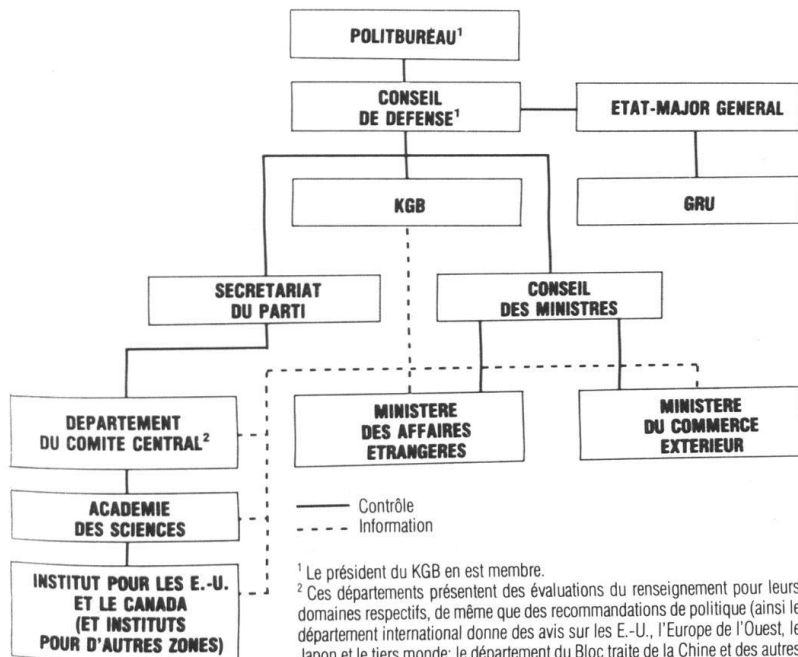 POLITBURÉAU¹
CONSEIL
DE DEFENSE¹
ETAT-MAJOR GENERAL
KGB
GRU
SECRETARIAT
DU PARTI
CONSEIL
DES MINISTRES
DEPARTEMENT
DU COMITE CENTRAL²
MINISTERE
DES AFFAIRES
ETRANGERES
MINISTERE
DU COMMERCE
EXTERIEUR
ACADEMIE
DES SCIENCES
INSTITUT POUR LES E.-U.
ET LE CANADA
(ET INSTITUTS
POUR D'AUTRES ZONES)
Contrôle
Information
¹ Le président du KGB en est membre.
² Ces départements présentent des évaluations du renseignement pour leurs
domaines respectifs, de même que des recommandations de politique (ainsi le
département international donne des avis sur les E.-U., l'Europe de l'Ouest, le
Japon et le tiers monde; le département du Bloc traite de la Chine et des autres